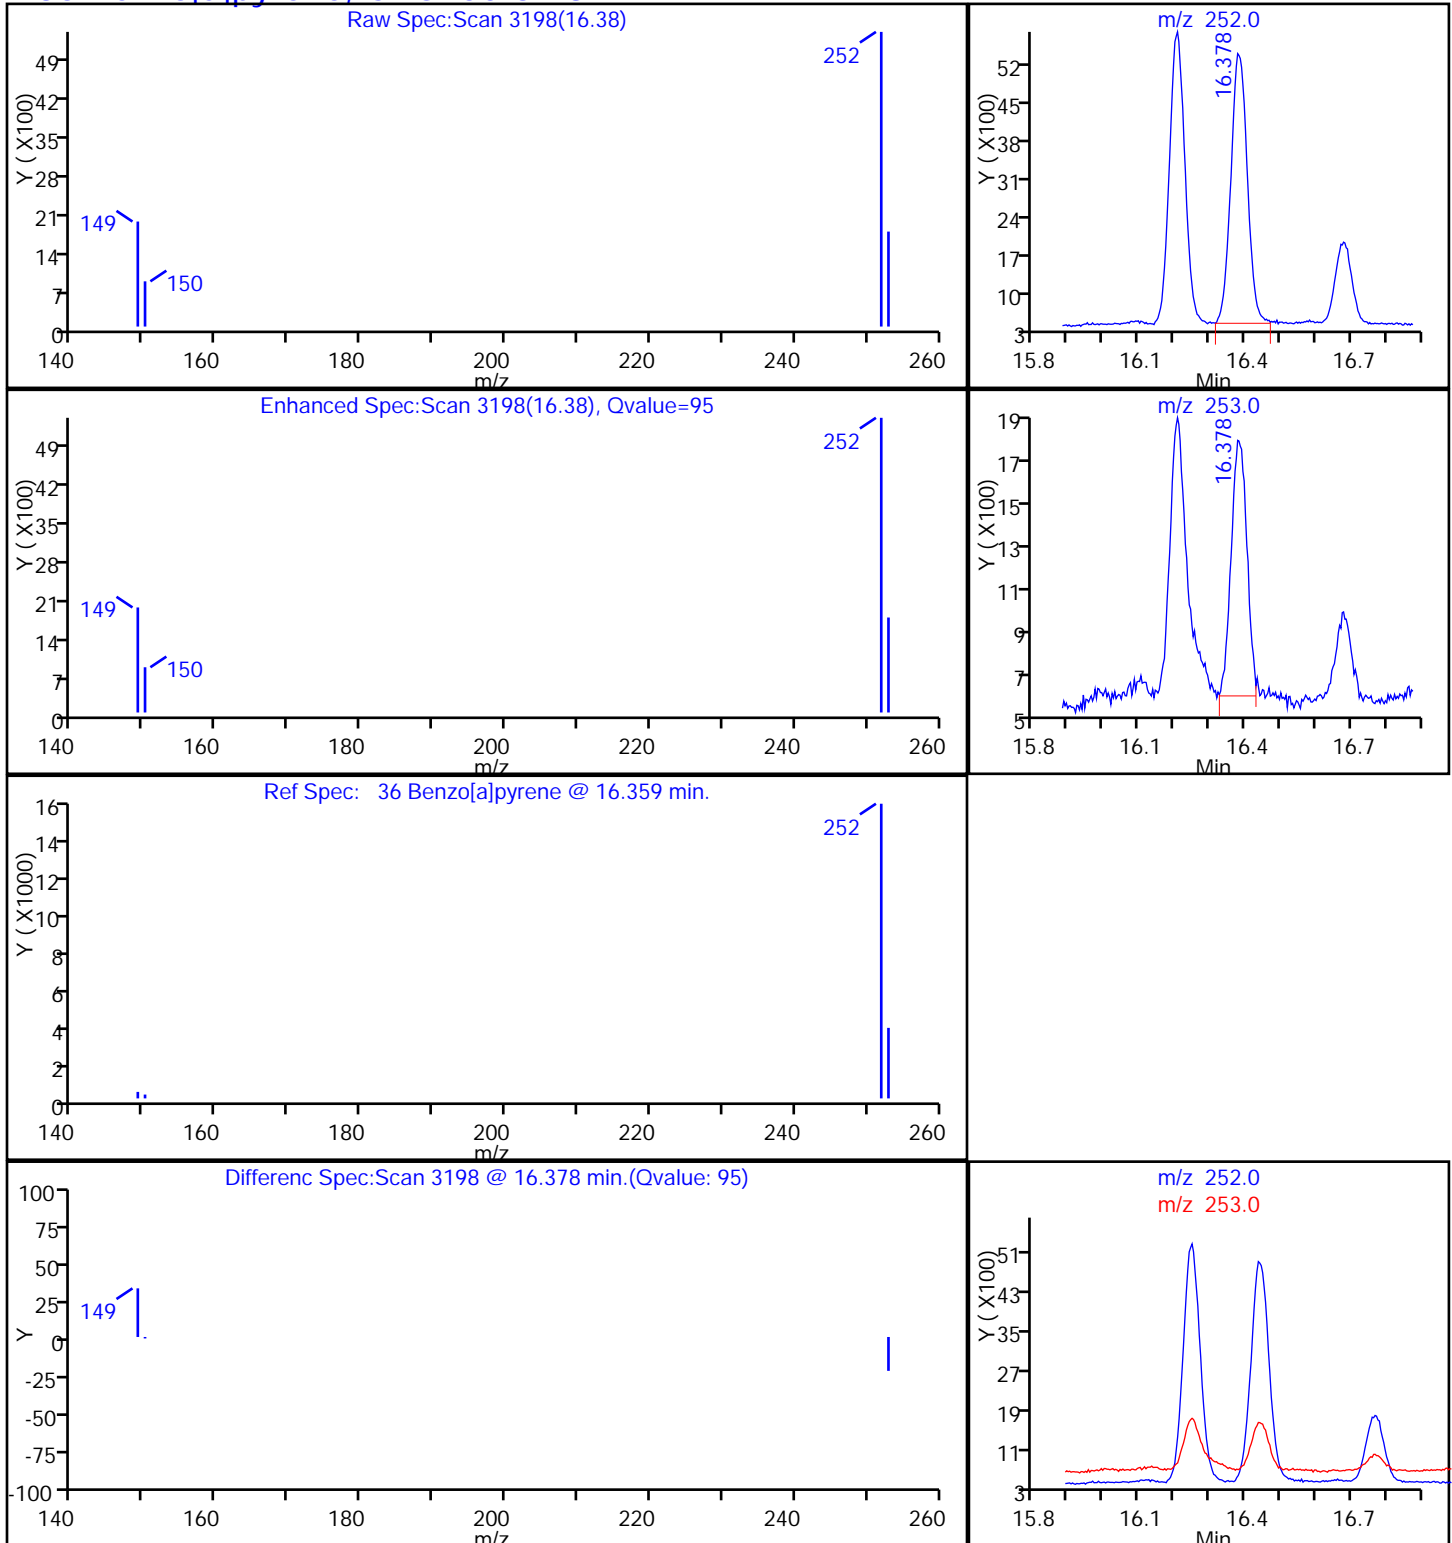 Raw Spec:Scan 3198(16.38)
Y ( X100)
49
42
35
28
21
14
7
0
252
149
150
140 160 180 200 220 240 260
m/z
m/z 252.0
16.378
Y ( X100)
52
45
38
31
24
17
10
3
15.8 16.1 16.4 16.7
Min
Enhanced Spec:Scan 3198(16.38), Qvalue=95
Y ( X100)
49
42
35
28
21
14
7
0
252
149
150
140 160 180 200 220 240 260
m/z
m/z 253.0
16.378
Y ( X100)
19
17
15
13
11
9
7
5
15.8 16.1 16.4 16.7
Min
Ref Spec: 36 Benzo[a]pyrene @ 16.359 min.
Y ( X1000)
16
14
12
10
8
6
4
2
0
252
140 160 180 200 220 240 260
m/z
Differenc Spec:Scan 3198 @ 16.378 min.(Qvalue: 95)
Y
100
75
50
25
0
-25
-50
-75
-100
149
140 160 180 200 220 240 260
m/z
m/z 252.0
m/z 253.0
Y ( X100)
51
43
35
27
19
11
3
15.8 16.1 16.4 16.7
Min